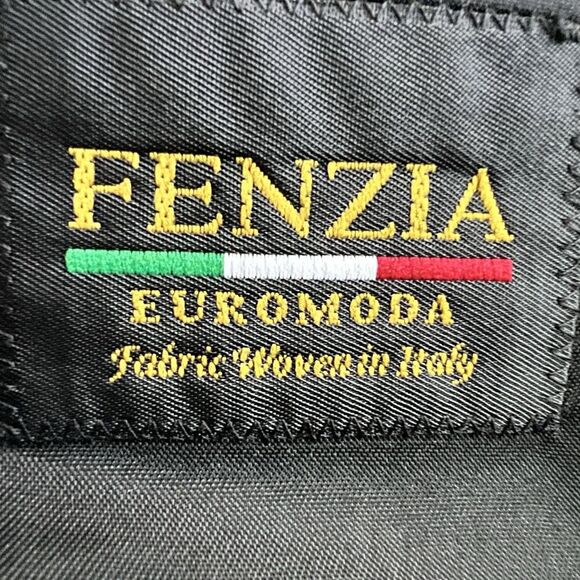 FENZIA
EUROMODA
Fabric Woven in Italy